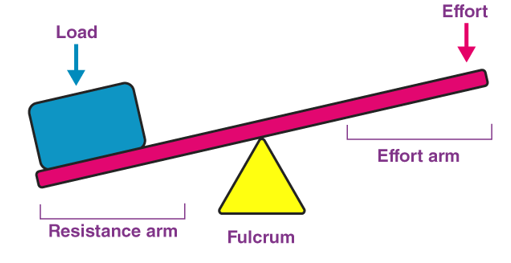 Effort
Load
Effort arm
Resistance arm
Fulcrum